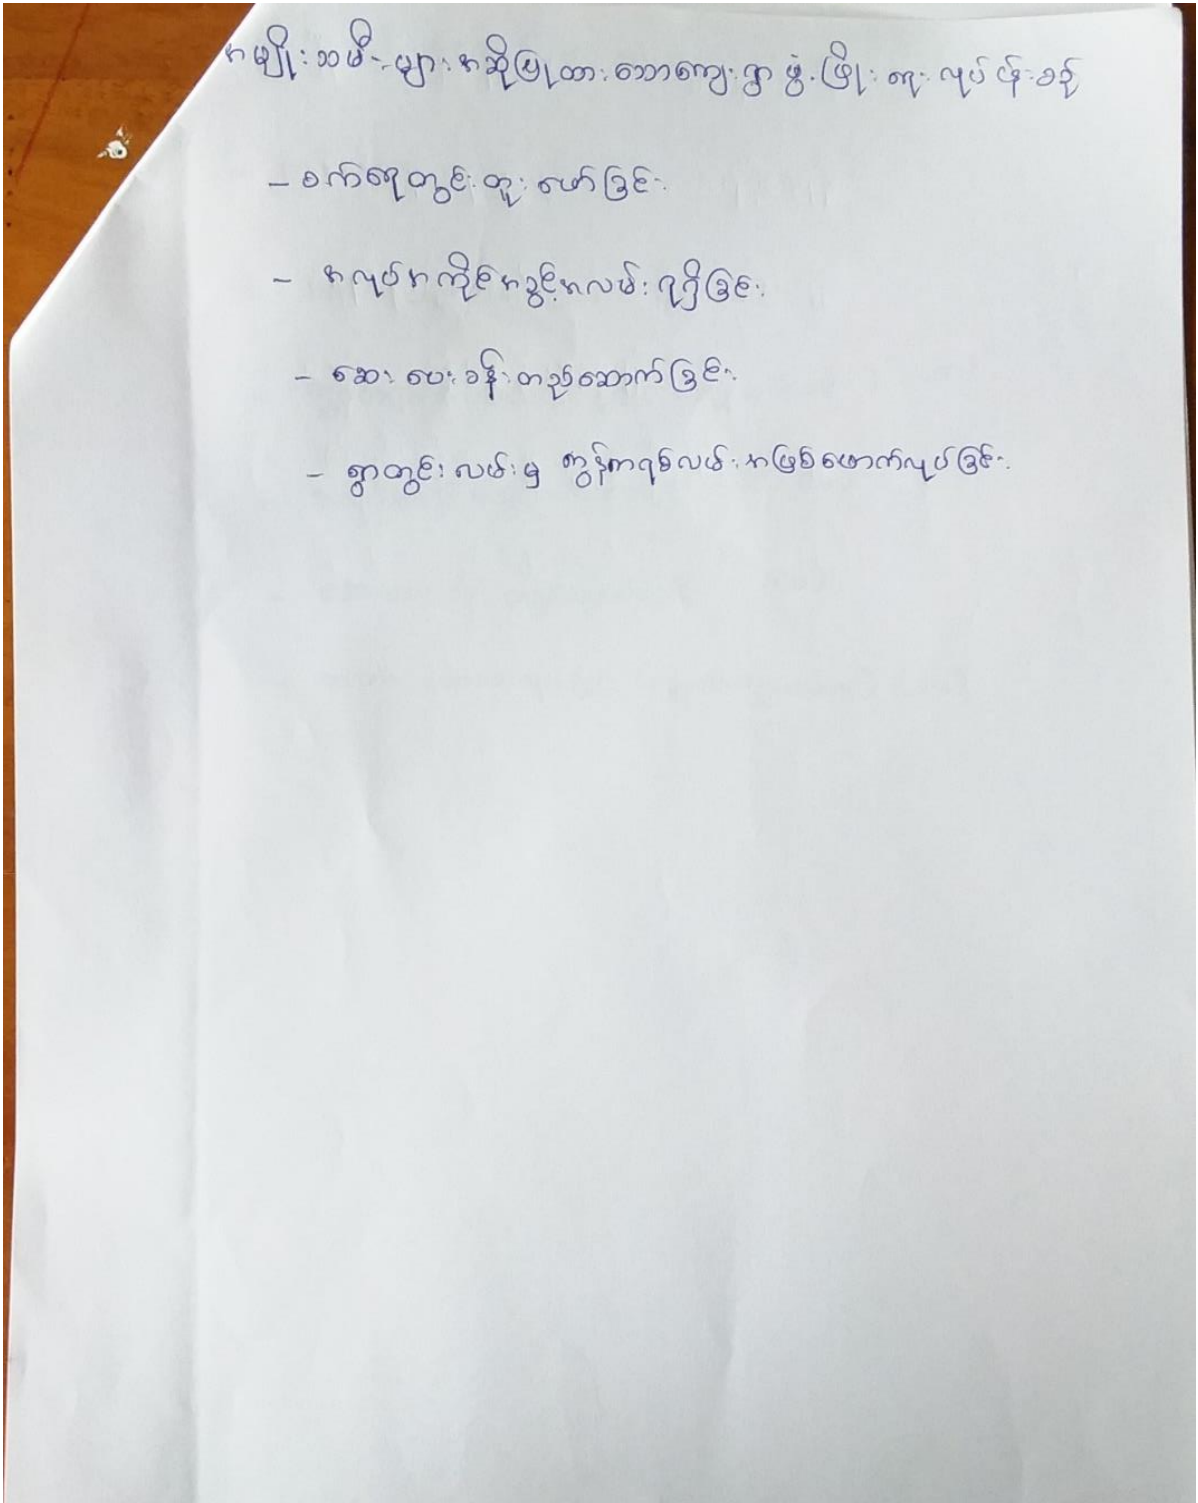 အမျိုးသမီးများအဆိုပြုထားသောကျေးရွာဖွံ့ဖြိုးရေးလုပ်ငန်းစဉ်
- စက်ရေတွင်းတူးဖော်ခြင်း
- အလုပ်အကိုင်အခွင့်အလမ်းရရှိခြင်း
- ဆေးပေးခန်းတည်ဆောက်ခြင်း
- ရွာတွင်းလမ်းမှ ကွန်ကရစ်လမ်းအဖြစ်ဖောက်လုပ်ခြင်း